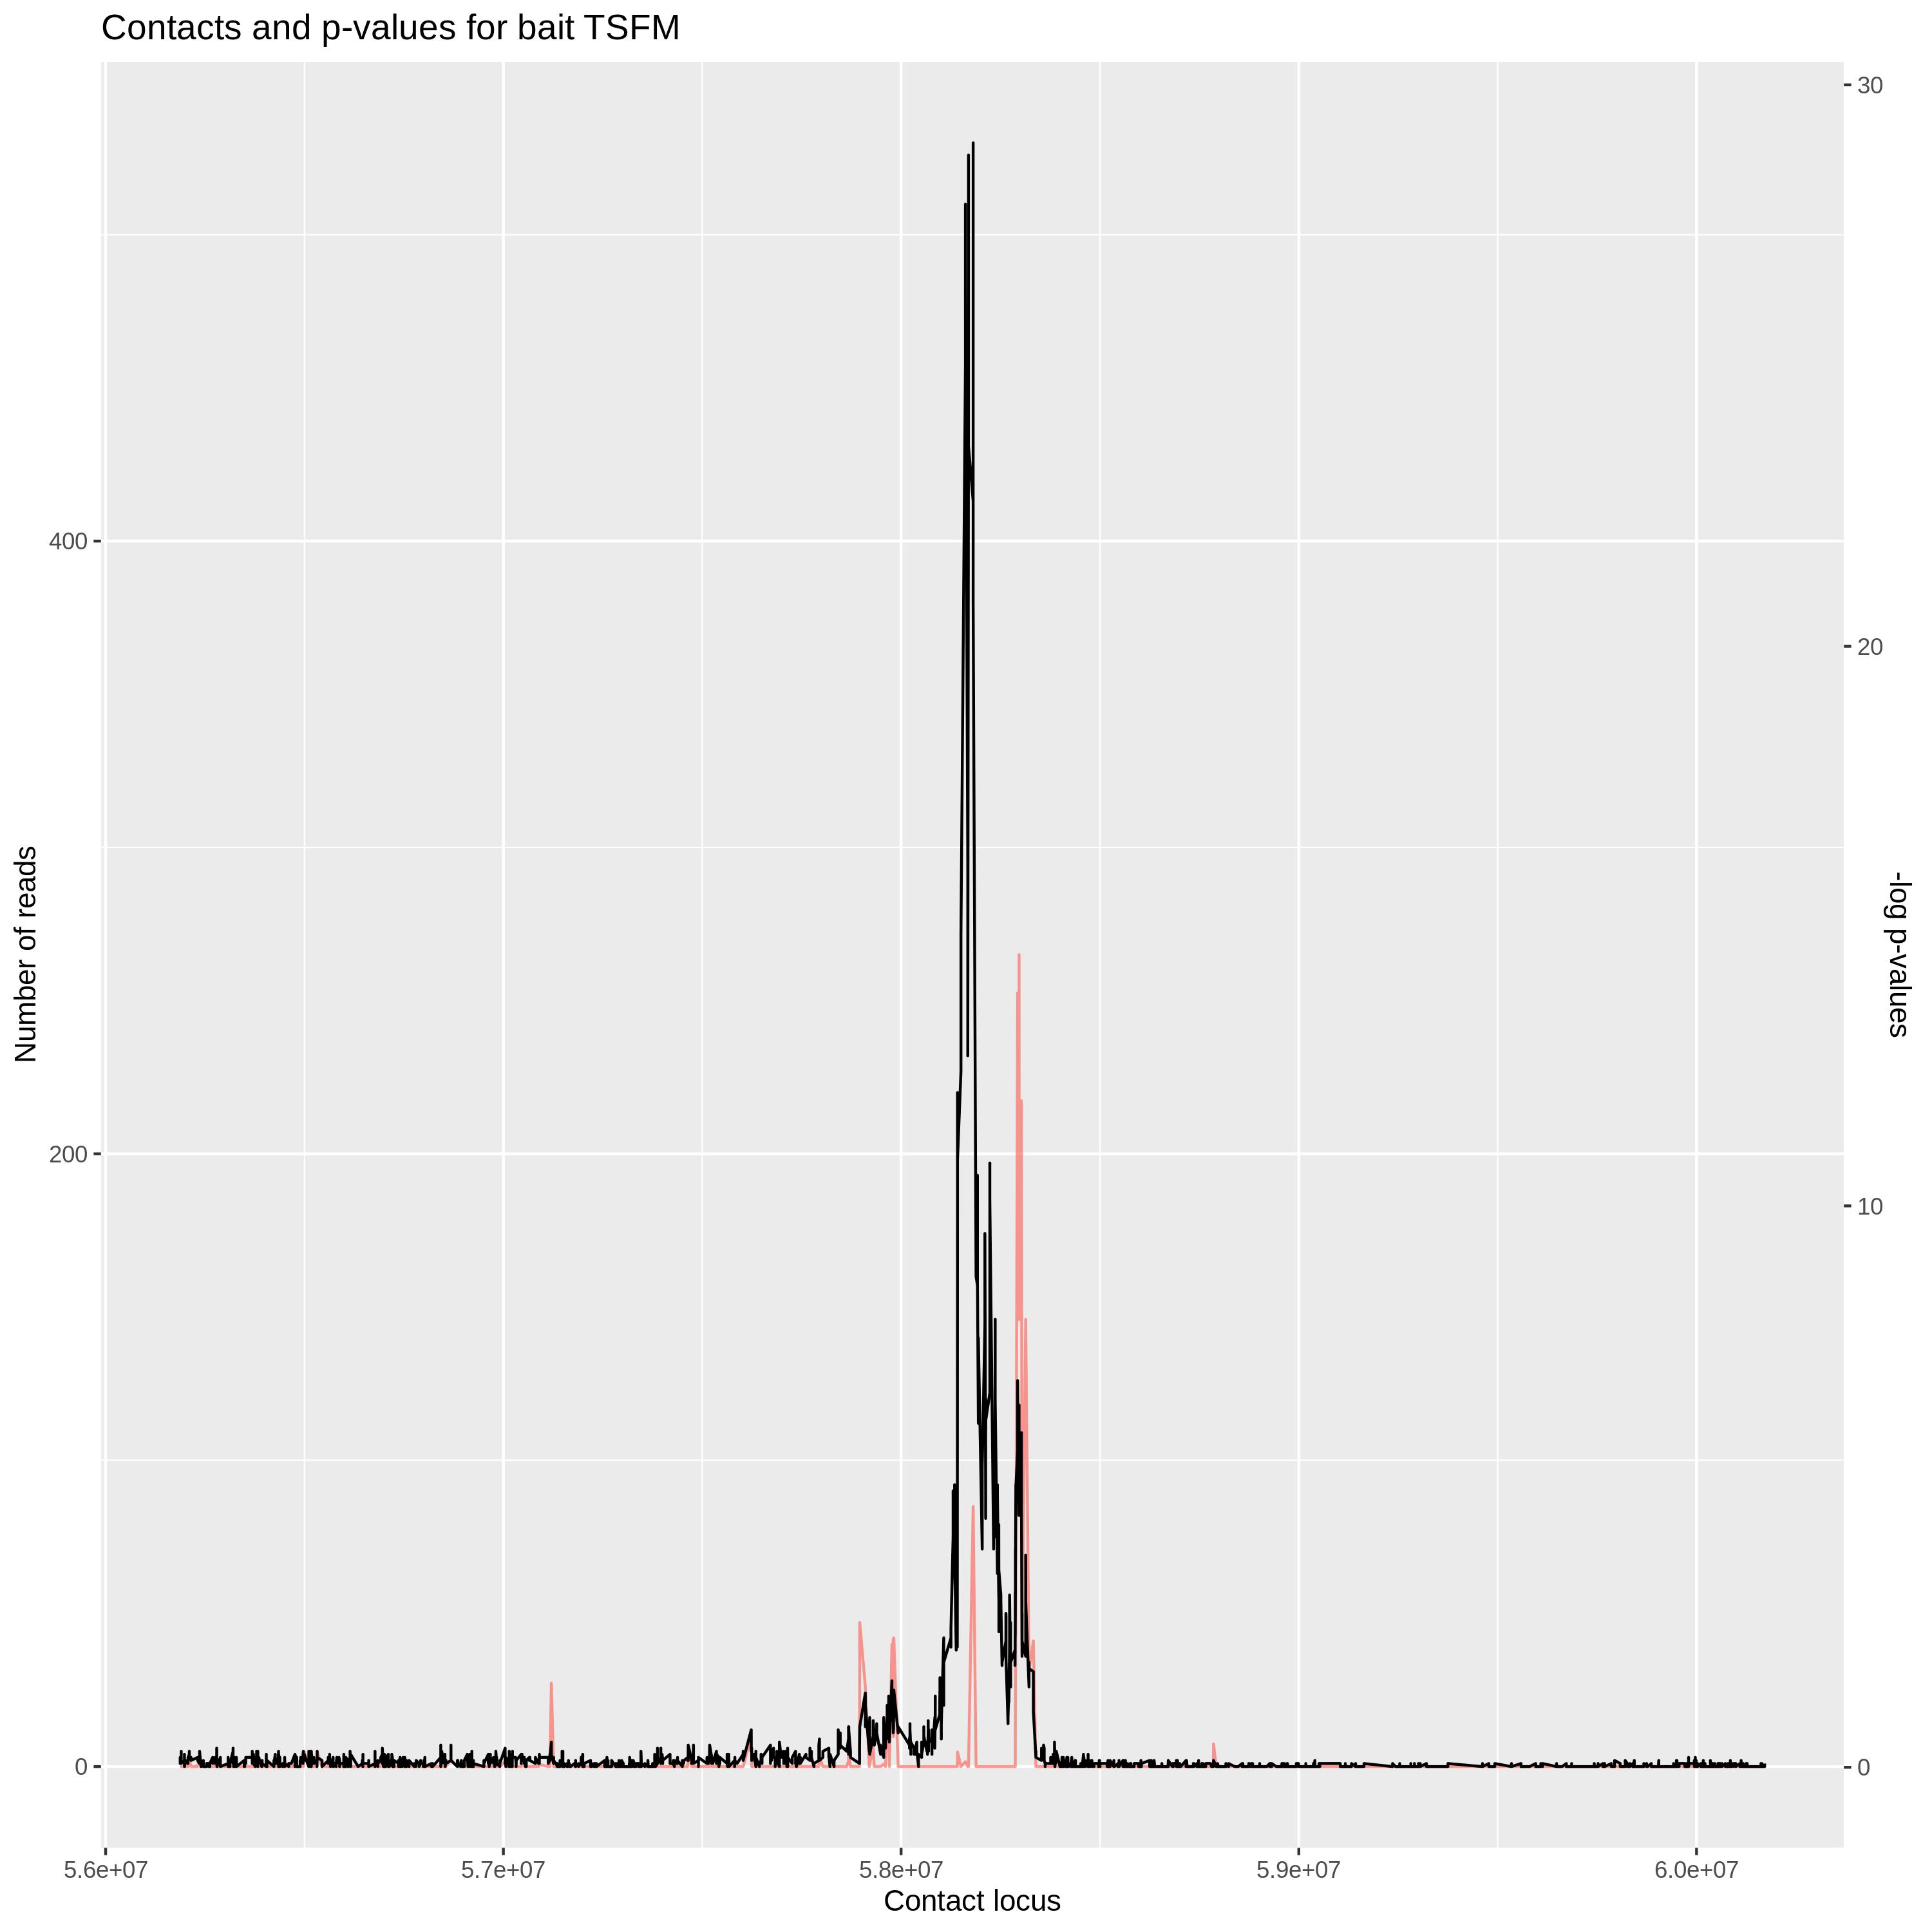 Contacts and p-values for bait TSFM
30
400
20
Number of reads
-log p-values
200
10
0
0
5.6e+07
5.7e+07
5.8e+07
5.9e+07
6.0e+07
Contact locus